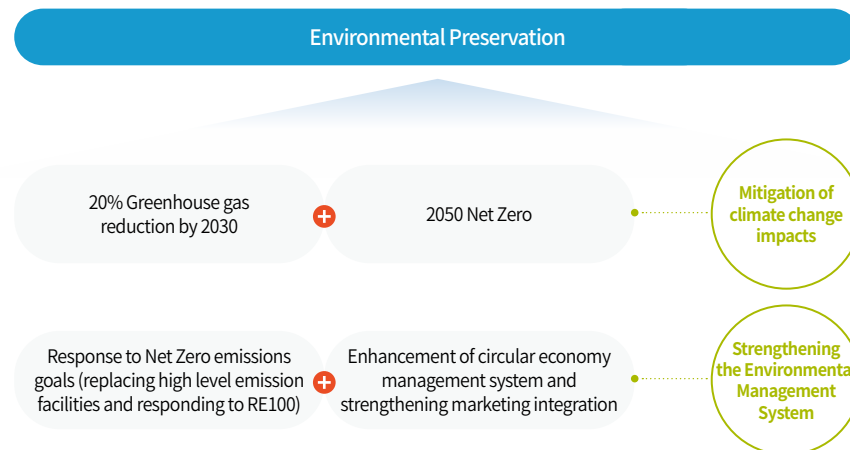 Environmental Preservation
20% Greenhouse gas
reduction by 2030
2050 Net Zero
Mitigation of
climate change
impacts
Response to Net Zero emissions
goals (replacing high level emission
facilities and responding to RE100)
Enhancement of circular economy
management system and
strengthening marketing integration
Strengthening
the Environmental
Management
System